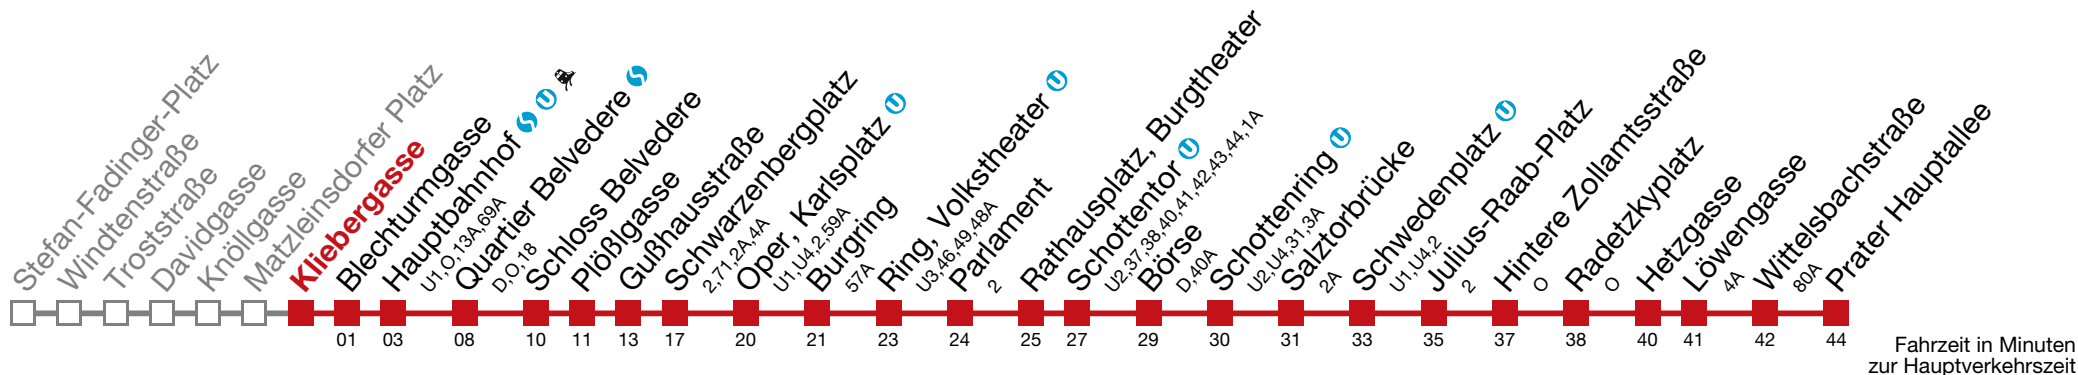 Stefan-Fadinger-Platz
Windtenstraße
Troststraße
Davidgasse
Knöllgasse
Matzleinsdorfer Platz
Kliebergasse
Blechturmgasse
01
Hauptbahnhof
U1,O,13A,69A
03
Quartier Belvedere
D,O,18
08
Schloss Belvedere
10
Plößlgasse
11
Gußhausstraße
13
Schwarzenbergplatz
2,71,2A,4A
17
Oper, Karlsplatz U
U1,U4,2,59A
20
Burgring
57A
21
Ring, Volkstheater U
U3,46,49,48A
23
Parlament
2
24
Rathausplatz, Burgtheater
25
Schottentor U
U2,37,38,40,41,42,43,44,1A
27
Börse
D,40A
29
Schottenring U
U2,U4,31,3A
30
Salztorbrücke
2A
31
Schwedenplatz U
U1,U4,2
33
Julius-Raab-Platz
2
35
Hintere Zollamtsstraße
O
37
Radetzkyplatz
O
38
Hetzgasse
40
Löwengasse
4A
41
Wittelsbachstraße
80A
42
Prater Hauptallee
44
Fahrzeit in Minuten
zur Hauptverkehrszeit